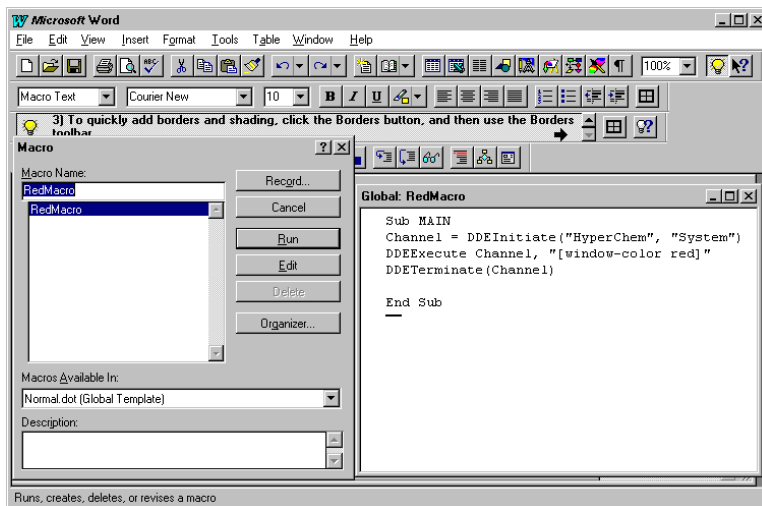 Microsoft Word
File Edit View Insert Format Tools Table Window Help
ABC
100%
Macro Text Courier New 10 B I U
3) To quickly add borders and shading, click the Borders button, and then use the Borders
toolbar
Macro
Macro Name:
RedMacro
RedMacro
Record...
Cancel
Run
Edit
Delete
Organizer...
Macros Available In:
Normal.dot (Global Template)
Description:
Global: RedMacro
Sub MAIN
Channel = DDEInitiate("HyperChem", "System")
DDEExecute Channel, "[window-color red]"
DDETerminate(Channel)
End Sub
Runs, creates, deletes, or revises a macro